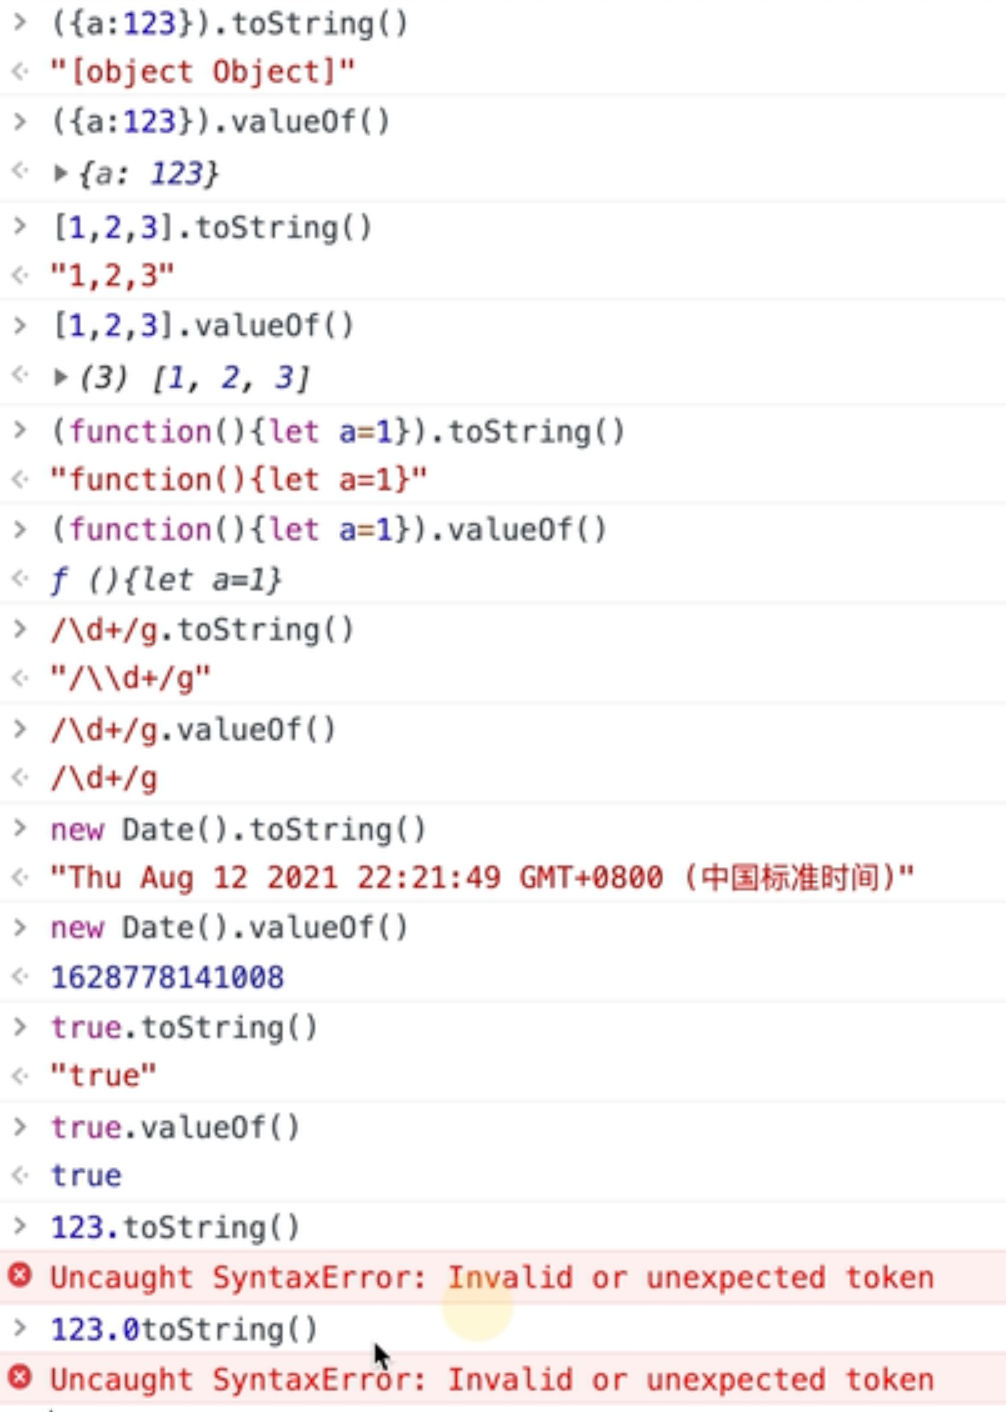 > ({a:123}).toString()
<· "[object Object]"
> ({a:123}).valueOf()
<· ▶ {a: 123}
> [1,2,3].toString()
<· "1,2,3"
> [1,2,3].valueOf()
<· ▶ (3) [1, 2, 3]
> (function(){let a=1}).toString()
<· "function(){let a=1}"
> (function(){let a=1}).valueOf()
<· ƒ (){let a=1}
> /\d+/g.toString()
<· "/\\d+/g"
> /\d+/g.valueOf()
<· /\d+/g
> new Date().toString()
<· "Thu Aug 12 2021 22:21:49 GMT+0800 (中国标准时间)"
> new Date().valueOf()
<· 1628778141008
> true.toString()
<· "true"
> true.valueOf()
<· true
> 123.toString()
Uncaught SyntaxError: Invalid or unexpected token
> 123.0toString()
Uncaught SyntaxError: Invalid or unexpected token